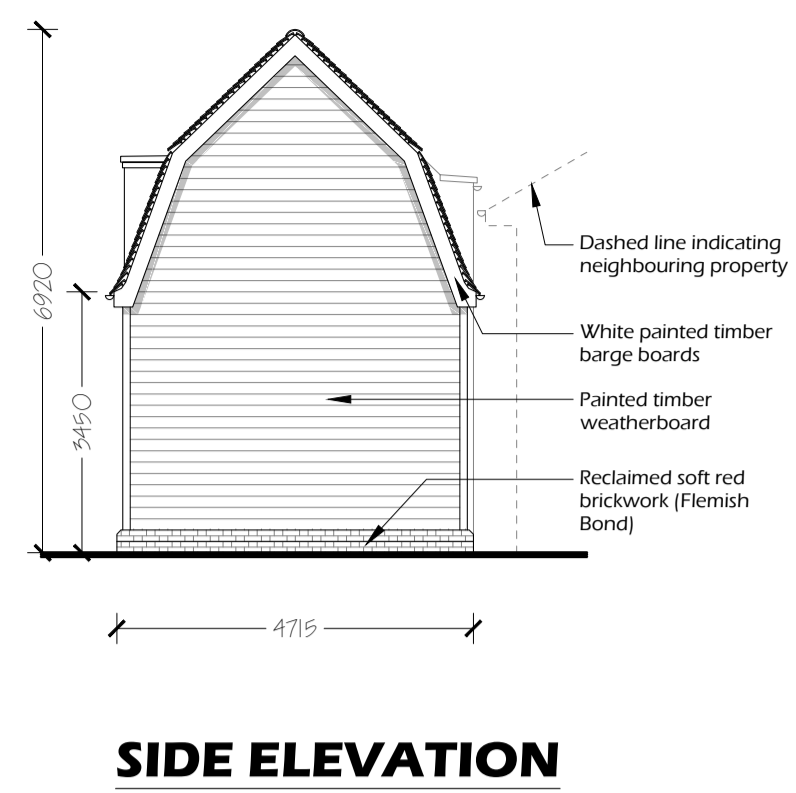 6920
3450
Dashed line indicating
neighbouring property
White painted timber
barge boards
Painted timber
weatherboard
Reclaimed soft red
brickwork (Flemish
Bond)
4715
SIDE ELEVATION